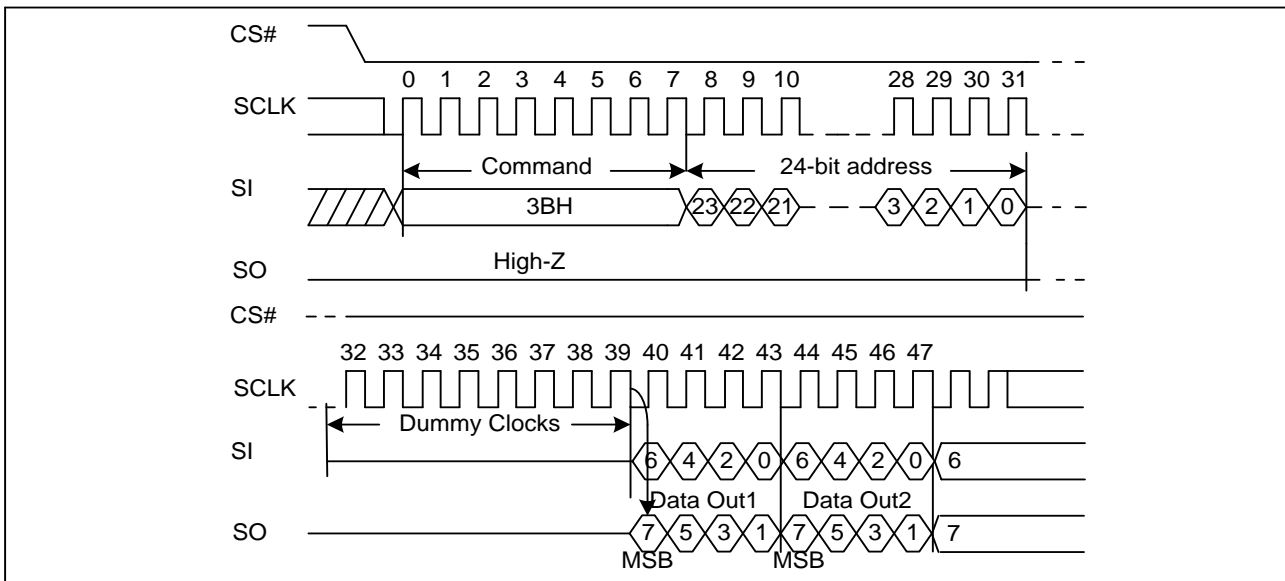 CS#
0 1 2 3 4 5 6 7 8 9 10 28 29 30 31
SCLK
Command 24-bit address
SI
3BH 23 22 21 3 2 1 0
High-Z
SO
CS#
32 33 34 35 36 37 38 39 40 41 42 43 44 45 46 47
SCLK
Dummy Clocks
SI
6 4 2 0 6 4 2 0 6
Data Out1 Data Out2
SO
7 5 3 1 7 5 3 1 7
MSB MSB